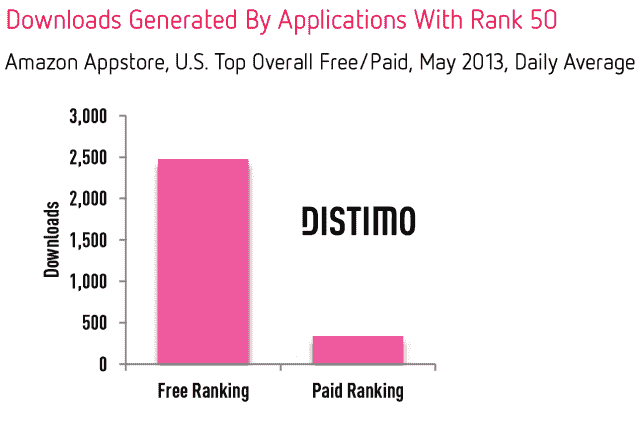 Downloads Generated By Applications With Rank 50
Amazon Appstore, U.S. Top Overall Free/Paid, May 2013, Daily Average
3,000
2,500
2,000
1,500
1,000
500
0
Downloads
DISTIMO
Free Ranking
Paid Ranking